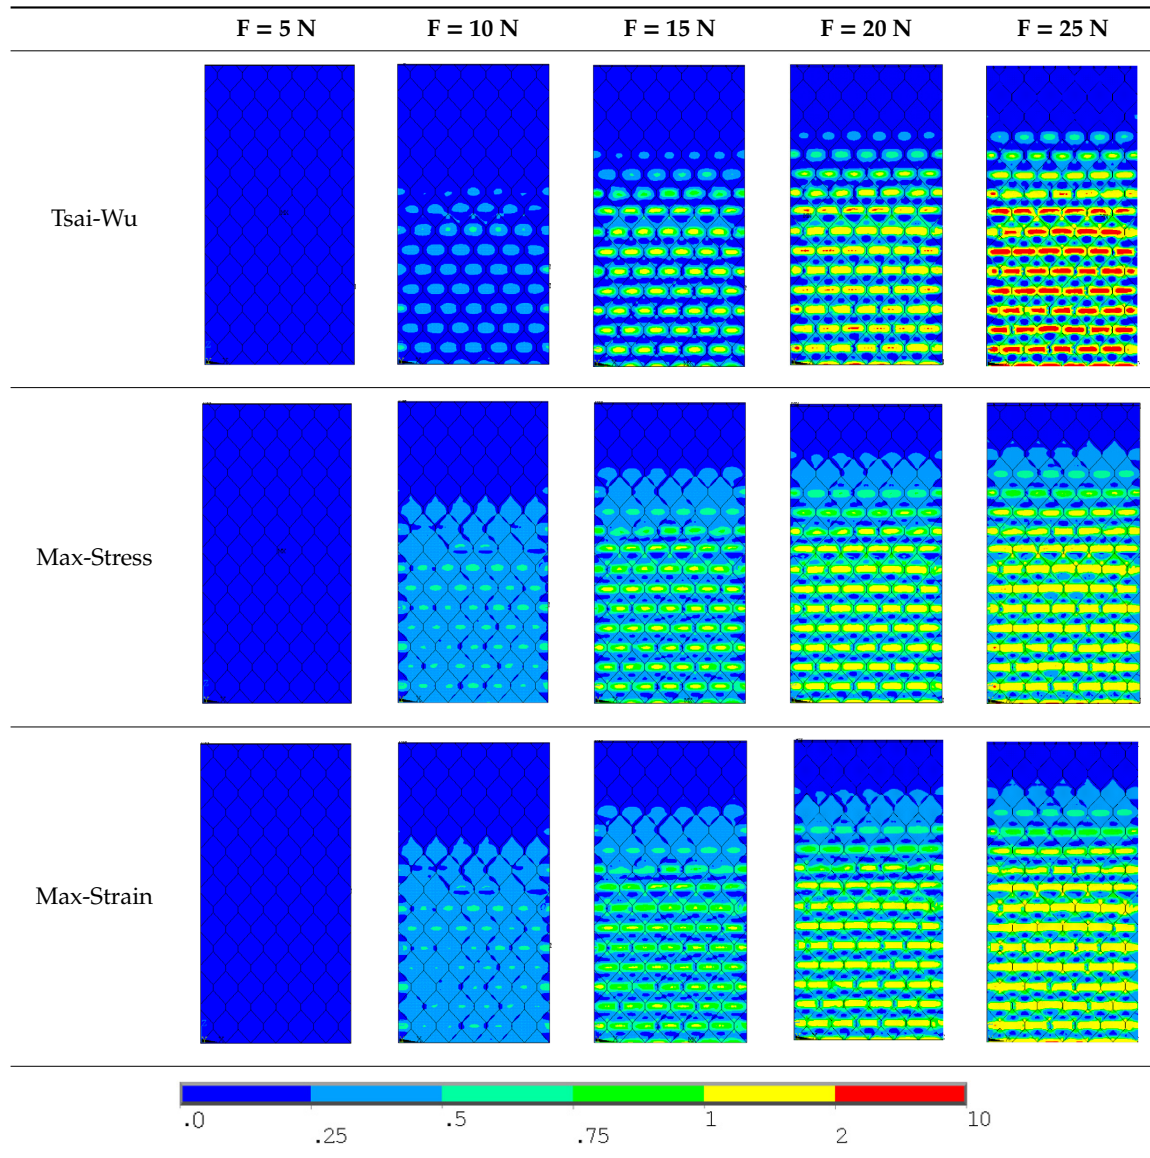 F = 5 N F = 10 N F = 15 N F = 20 N F = 25 N
Tsai-Wu
Max-Stress
Max-Strain
.0 .5 1 10
.25 .75 2